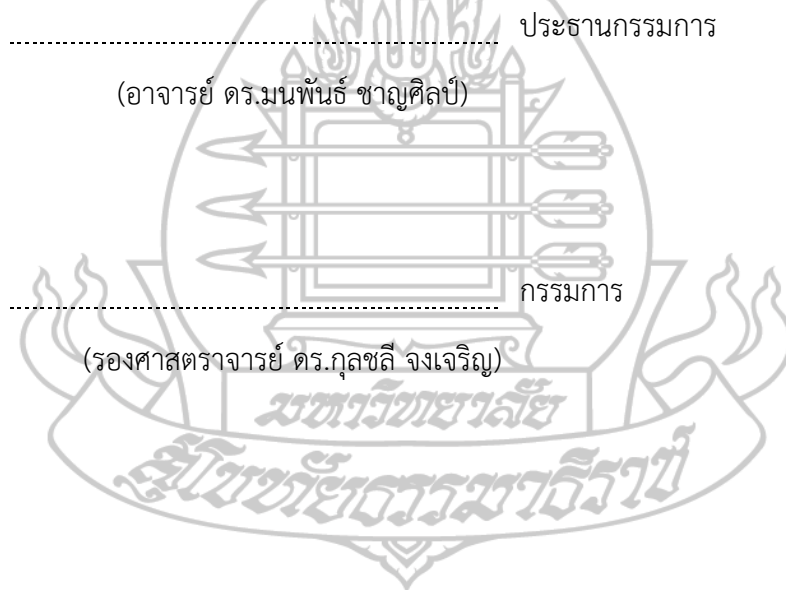 ประธานกรรมการ
(อาจารย์ ดร.มนพันธ์ ชาญศิลป์)
กรรมการ
(รองศาสตราจารย์ ดร.กุลชลี จงเจริญ)
มหาวิทยาลัย
สุโขทัยธรรมาธิราช